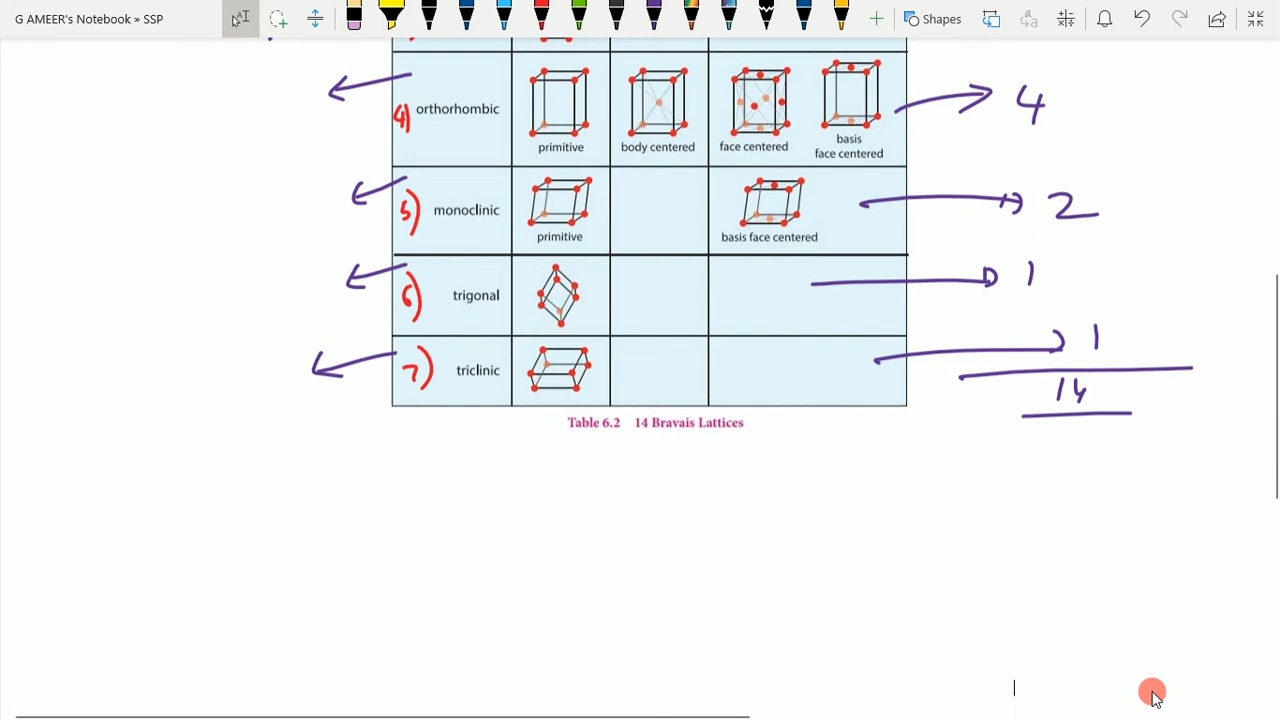 G AMEER's Notebook » SSP
Shapes
4) orthorhombic
primitive
body centered
face centered
basis
face centered
4
5) monoclinic
primitive
basis face centered
2
6) trigonal
1
7) triclinic
1
14
Table 6.2 14 Bravais Lattices